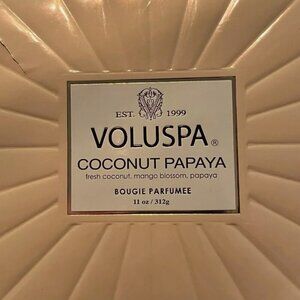 EST. 1999
VOLUSPA®
COCONUT PAPAYA
fresh coconut, mango blossom, papaya
BOUGIE PARFUMEE
11 oz / 312g